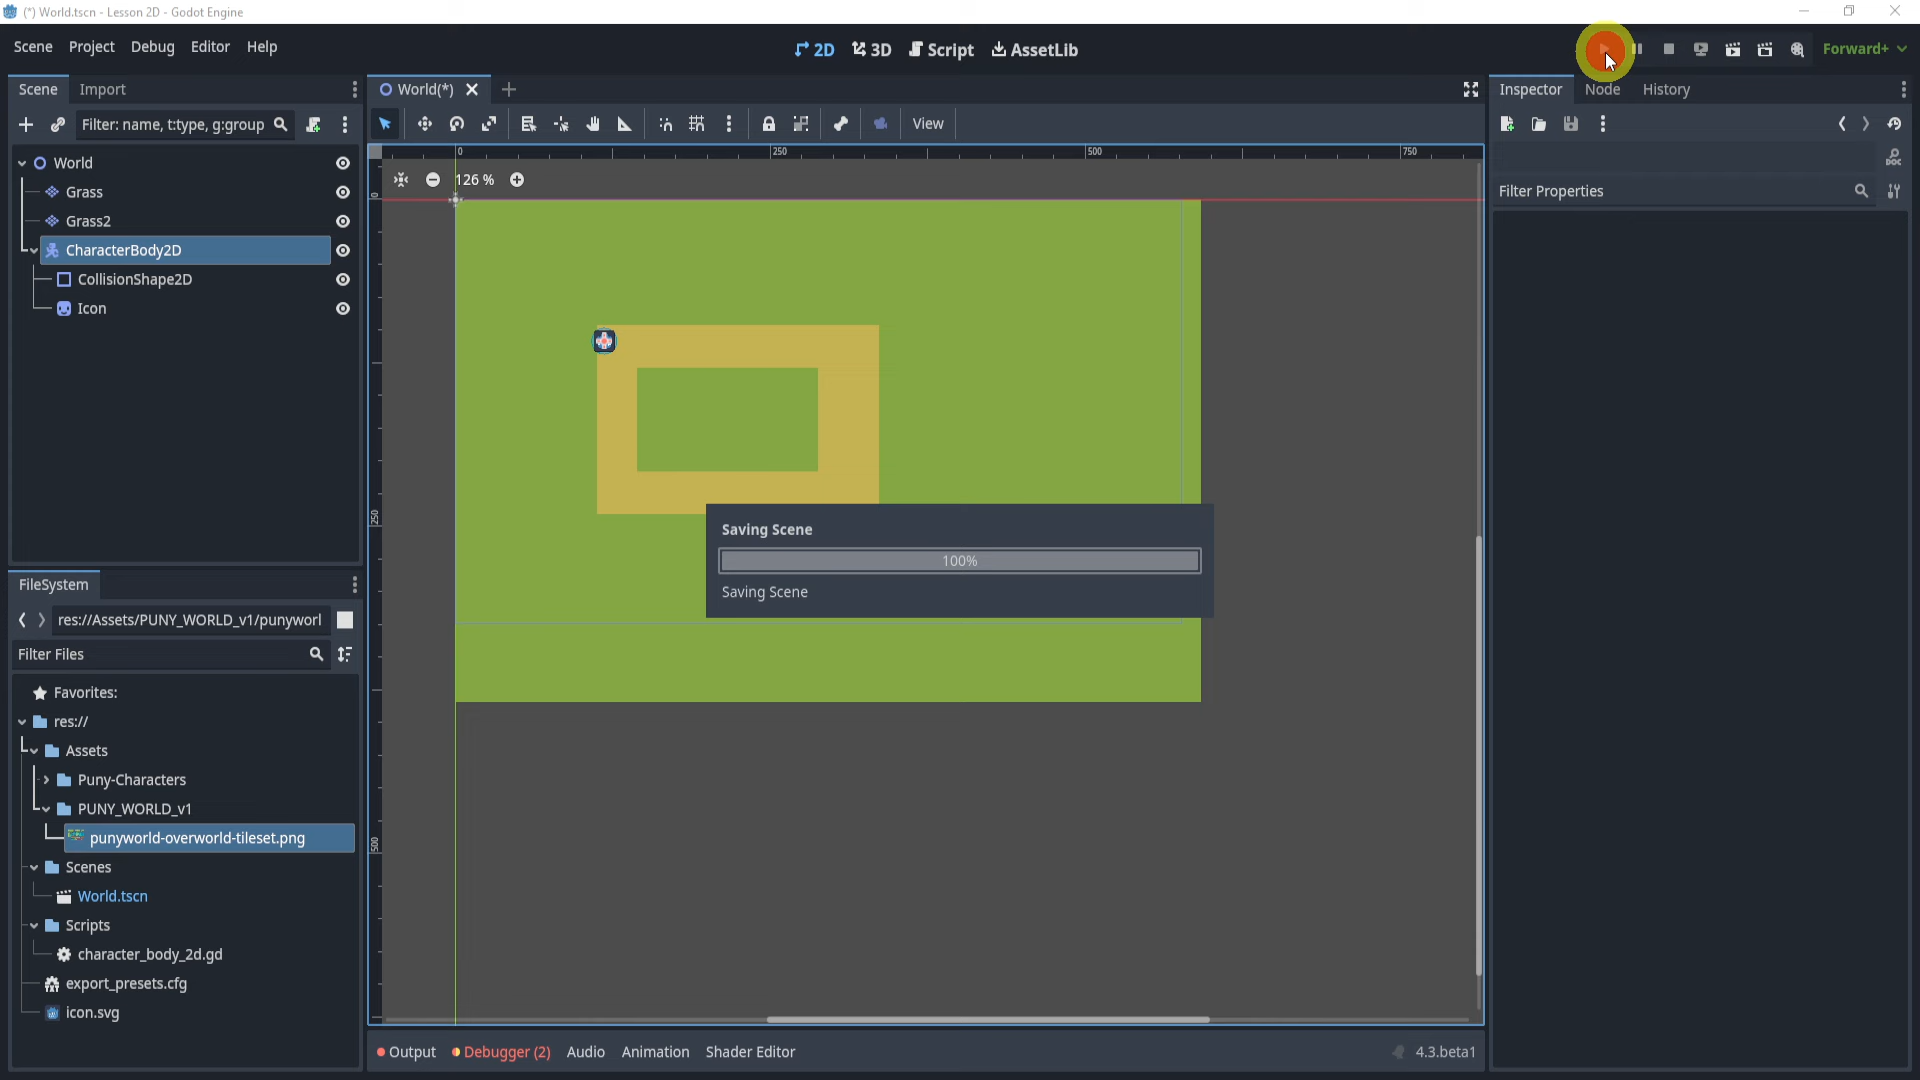 (*) World.tscn - Lesson 2D - Godot Engine
Scene Project Debug Editor Help
2D 3D Script AssetLib
Forward+
Scene Import
World(*)
Inspector Node History
Filter: name, t:type, g:group
View
World
Grass
Grass2
CharacterBody2D
CollisionShape2D
Icon
0 250 500 750
126 %
0
250
500
Filter Properties
Saving Scene
100%
Saving Scene
FileSystem
res://Assets/PUNY_WORLD_v1/punyworl
Filter Files
Favorites:
res://
Assets
Puny-Characters
PUNY_WORLD_v1
punyworld-overworld-tileset.png
Scenes
World.tscn
Scripts
character_body_2d.gd
export_presets.cfg
icon.svg
Output Debugger (2) Audio Animation Shader Editor
4.3.beta1